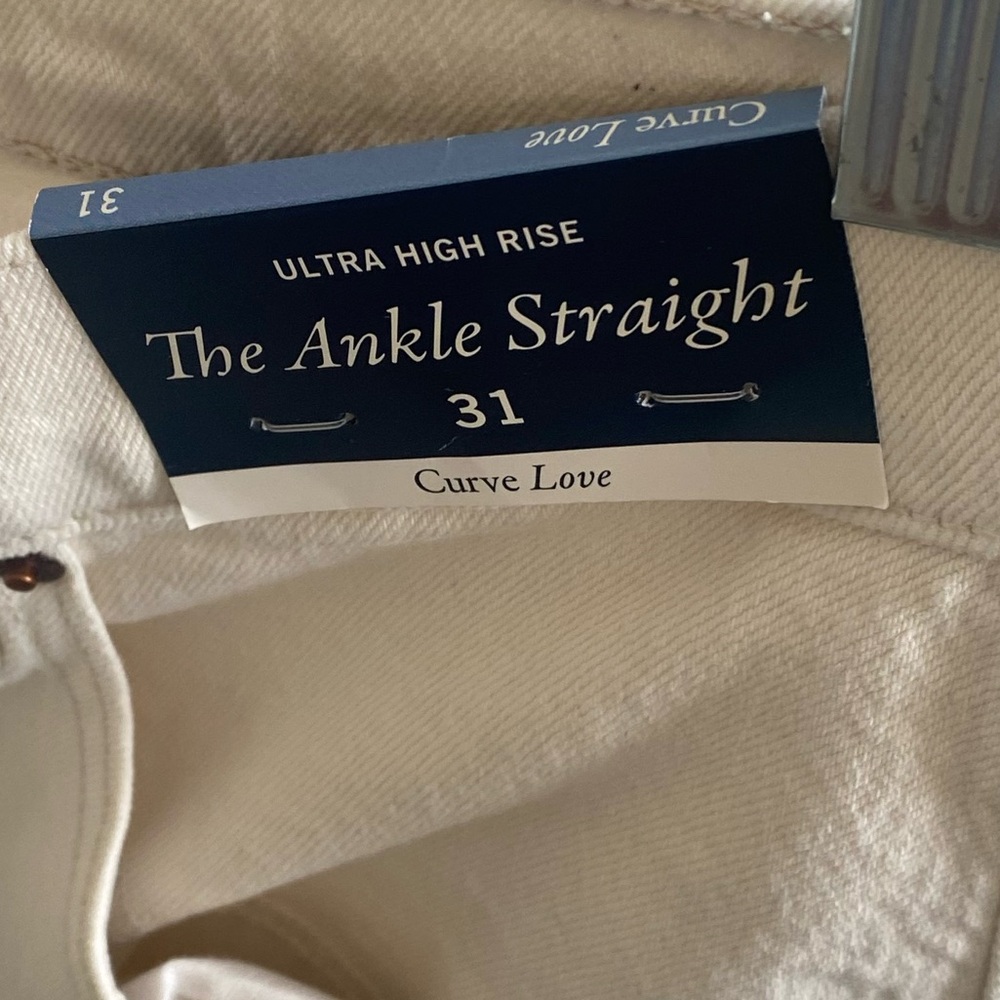 31 Curve Love
ULTRA HIGH RISE
The Ankle Straight
31
Curve Love